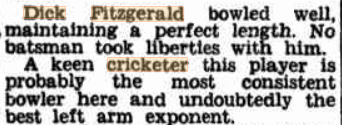 Dick Fitzgerald bowled well,
maintaining a perfect length. No
batsman took liberties with him.
A keen cricketer this player is
probably the most consistent
bowler here and undoubtedly the
best left arm exponent.